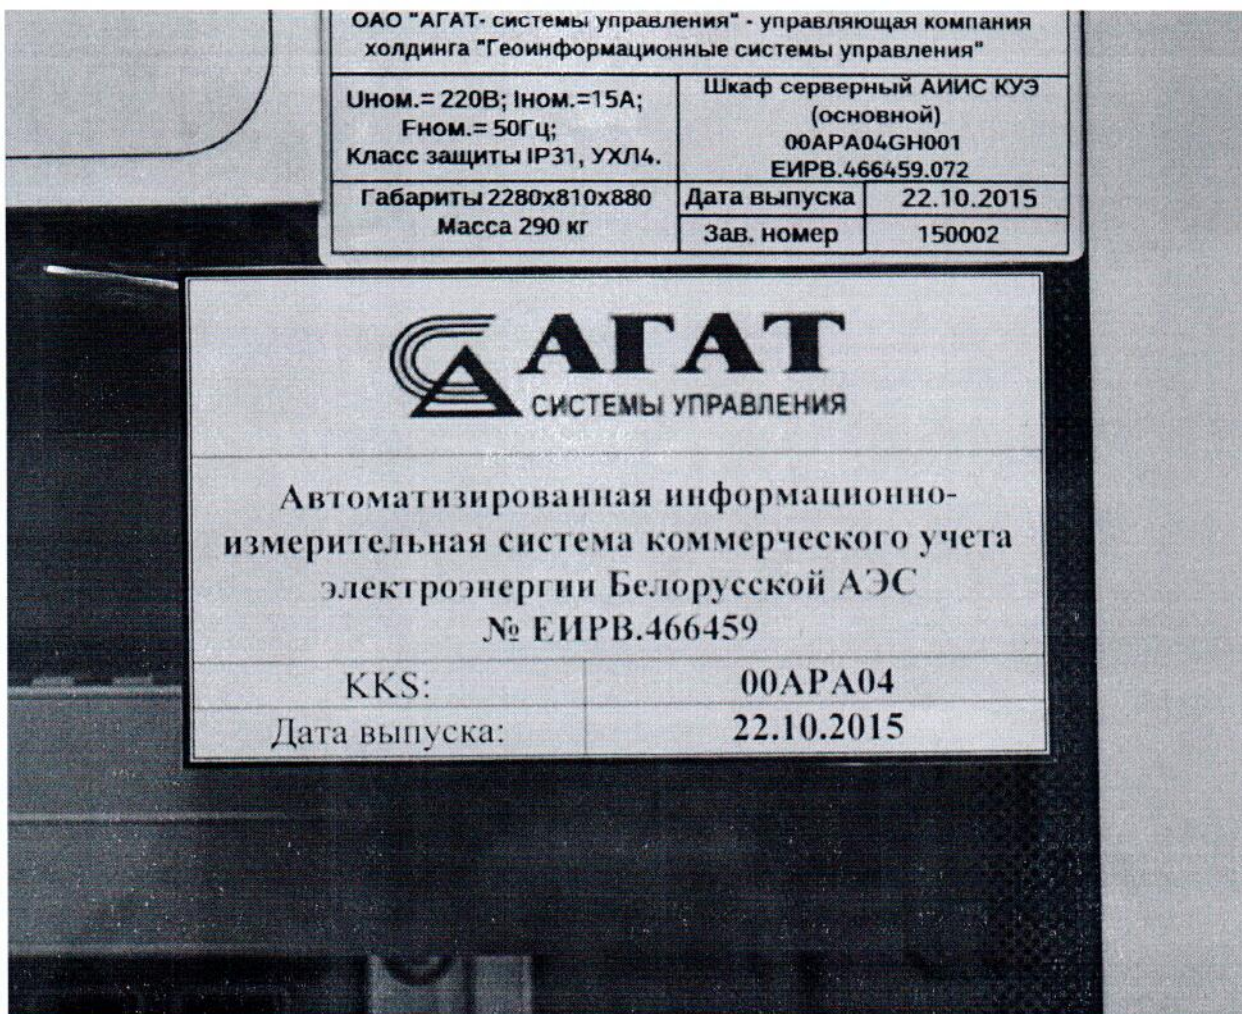 ОАО "АГАТ- системы управления" - управляющая компания
холдинга "Геоинформационные системы управления"
Uном.= 220В; Iном.=15А;
Fном.= 50Гц;
Класс защиты IP31, УХЛ4.
Шкаф серверный АИИС КУЭ
(основной)
00APA04GH001
ЕИРВ.466459.072
Габариты 2280х810х880
Масса 290 кг
Дата выпуска 22.10.2015
Зав. номер 150002
АГАТ
СИСТЕМЫ УПРАВЛЕНИЯ
Автоматизированная информационно-
измерительная система коммерческого учета
электроэнергии Белорусской АЭС
№ ЕИРВ.466459
KKS: 00APA04
Дата выпуска: 22.10.2015